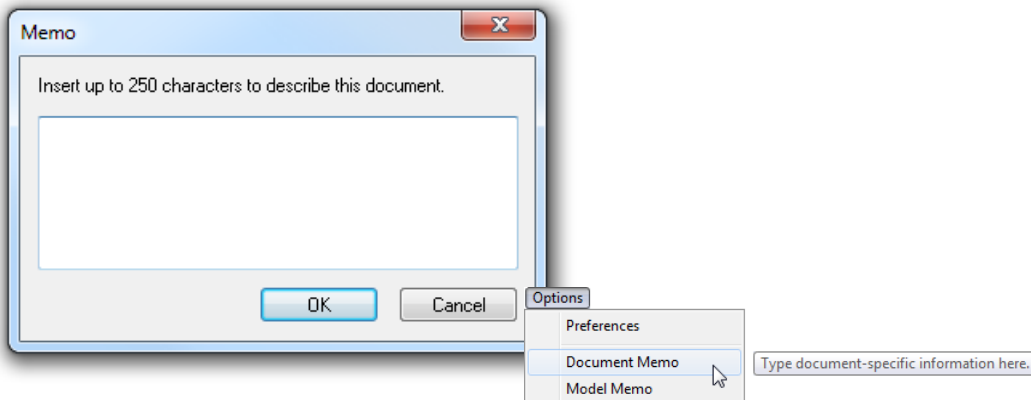 Memo
Insert up to 250 characters to describe this document.
OK
Cancel
Options
Preferences
Document Memo
Type document-specific information here.
Model Memo